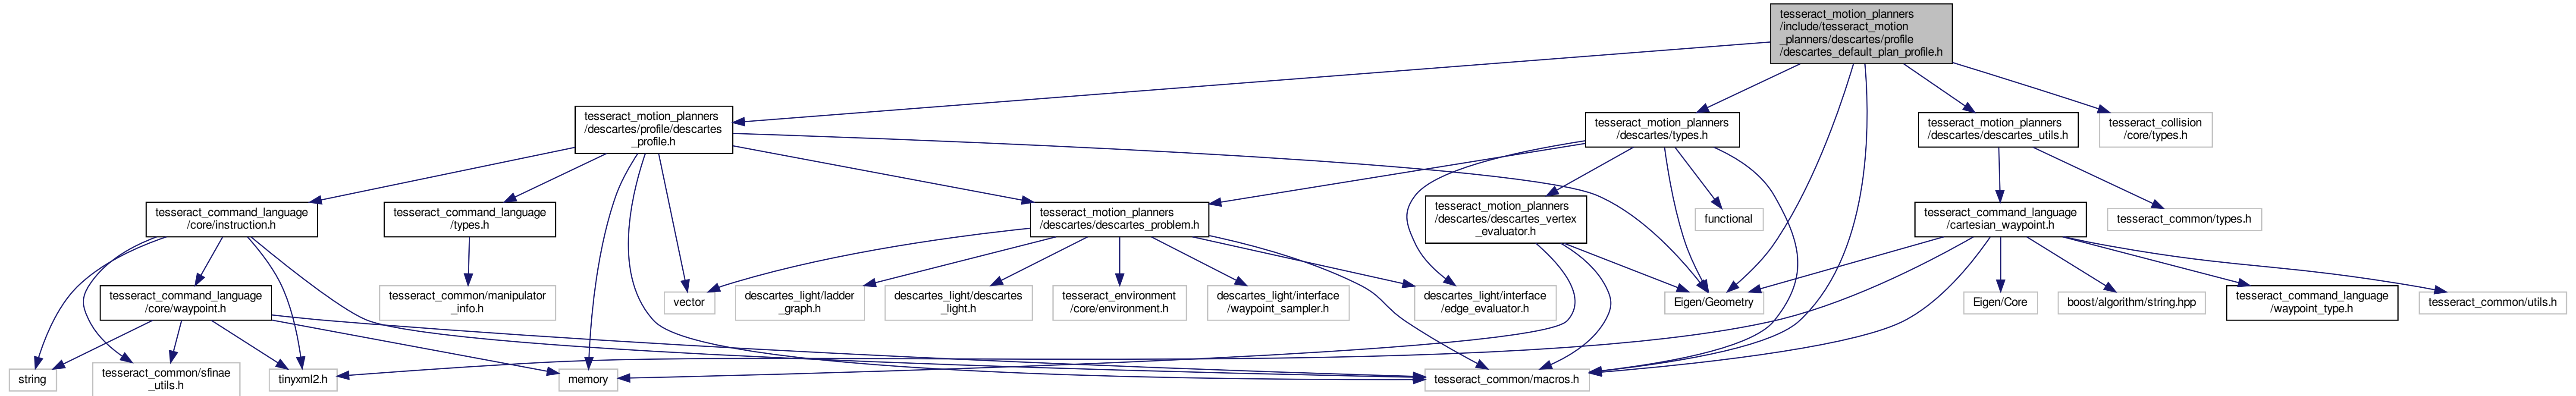 tesseract_motion_planners
/include/tesseract_motion
_planners/descartes/profile
/descartes_default_plan_profile.h
tesseract_motion_planners
/descartes/profile/descartes
_profile.h
tesseract_motion_planners
/descartes/types.h
tesseract_motion_planners
/descartes/descartes_utils.h
tesseract_collision
/core/types.h
tesseract_command_language
/core/instruction.h
tesseract_command_language
/types.h
tesseract_motion_planners
/descartes/descartes_problem.h
tesseract_motion_planners
/descartes/descartes_vertex
_evaluator.h
functional
tesseract_command_language
/cartesian_waypoint.h
tesseract_common/types.h
tesseract_command_language
/core/waypoint.h
tesseract_common/manipulator
_info.h
vector
descartes_light/ladder
_graph.h
descartes_light/descartes
_light.h
tesseract_environment
/core/environment.h
descartes_light/interface
/waypoint_sampler.h
descartes_light/interface
/edge_evaluator.h
Eigen/Geometry
Eigen/Core
boost/algorithm/string.hpp
tesseract_command_language
/waypoint_type.h
tesseract_common/utils.h
string
tesseract_common/sfinae
_utils.h
tinyxml2.h
memory
tesseract_common/macros.h